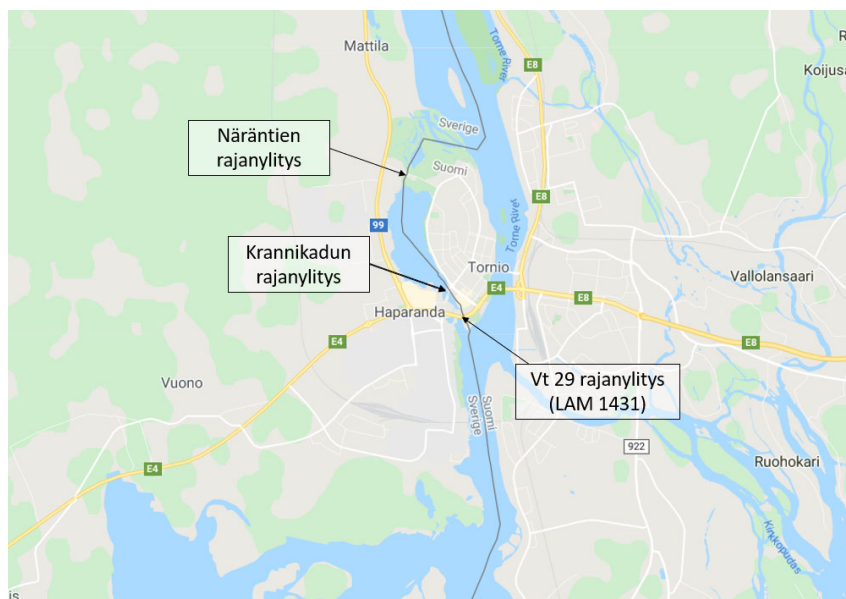 Mattila
Torne River
E8
R
Koijusa
Näräntien
rajanylitys
Sverige
Suomi
E8
99
Torne River
Krannikadun
rajanylitys
Tornio
Vallolansaari
E4
E8
Haparanda
E8
E4
Vuono
Vt 29 rajanylitys
(LAM 1431)
Suomi
Sverige
E4
922
Ruohokari
Kirkkopudas
is